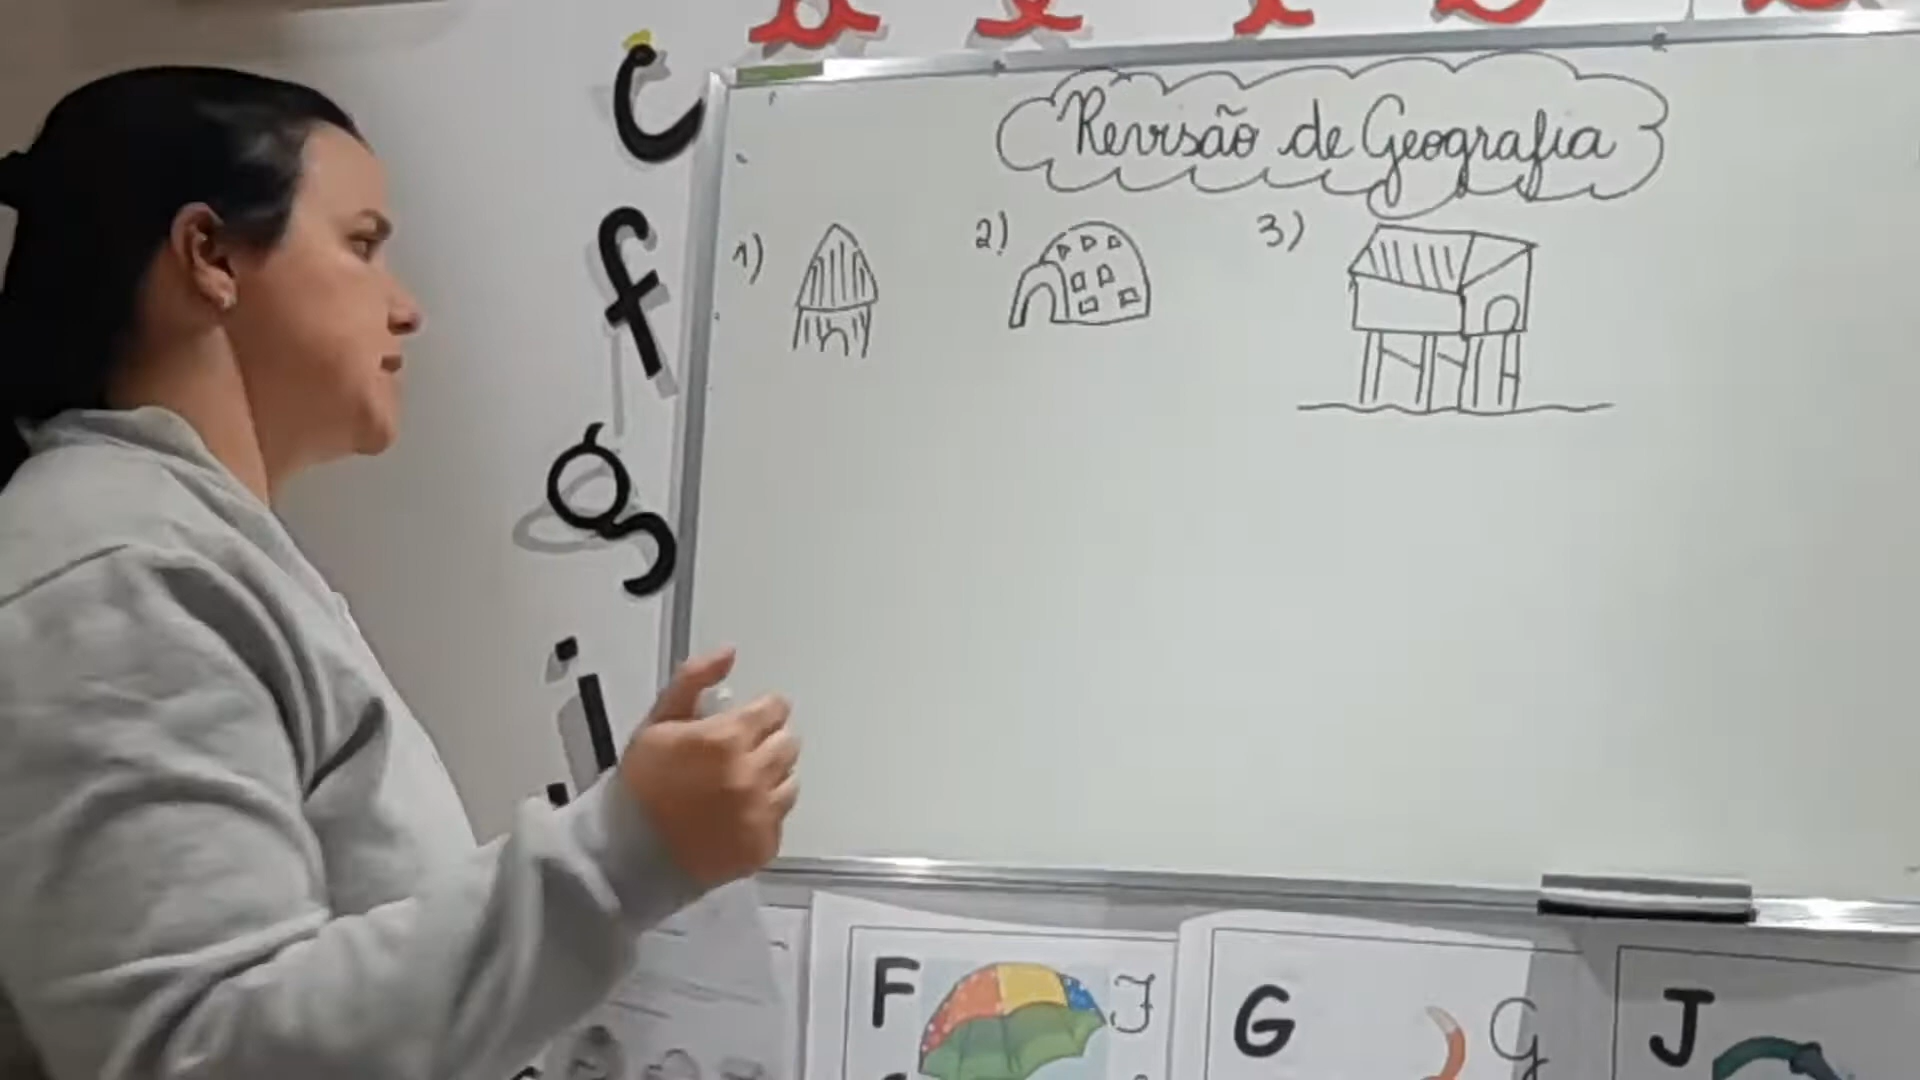 c
f
g
j
Revisão de Geografia
1)
2)
3)
F F
G G
J